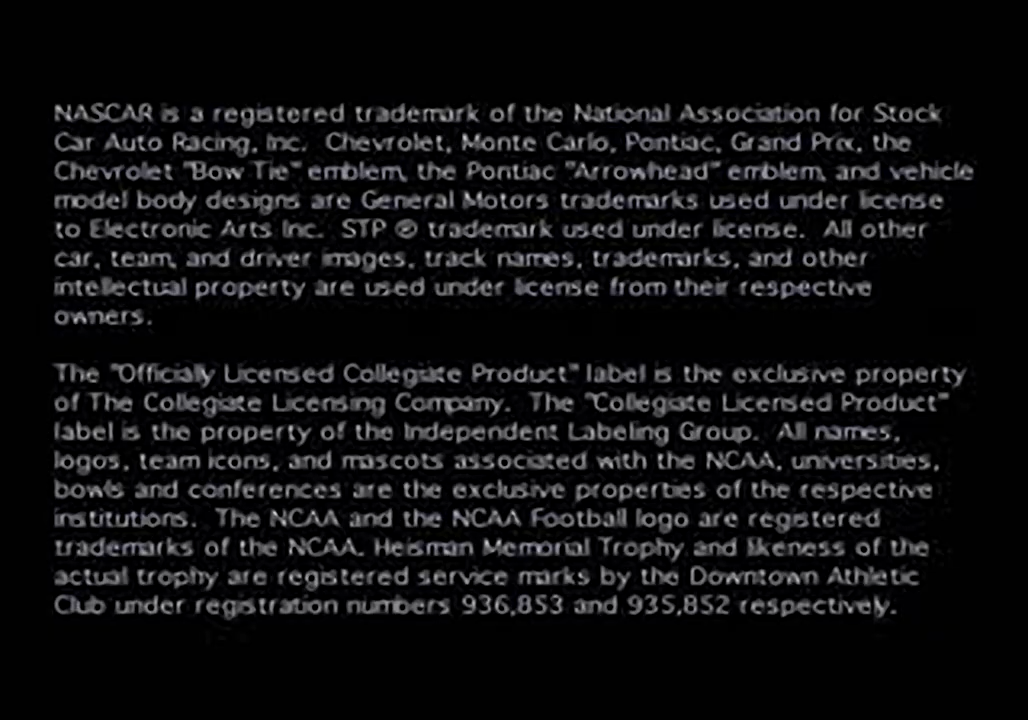 NASCAR is a registered trademark of the National Association for Stock
Car Auto Racing, Inc.  Chevrolet, Monte Carlo, Pontiac, Grand Prix, the
Chevrolet "Bow Tie" emblem, the Pontiac "Arrowhead" emblem, and vehicle
model body designs are General Motors trademarks used under license
to Electronic Arts Inc.  STP ® trademark used under license.  All other
car, team, and driver images, track names, trademarks, and other
intellectual property are used under license from their respective
owners.
The "Officially Licensed Collegiate Product" label is the exclusive property
of The Collegiate Licensing Company.  The "Collegiate Licensed Product"
label is the property of the Independent Labeling Group.  All names,
logos, team icons, and mascots associated with the NCAA, universities,
bowls and conferences are the exclusive properties of the respective
institutions.  The NCAA and the NCAA Football logo are registered
trademarks of the NCAA. Heisman Memorial Trophy and likeness of the
actual trophy are registered service marks by the Downtown Athletic
Club under registration numbers 936,853 and 935,852 respectively.